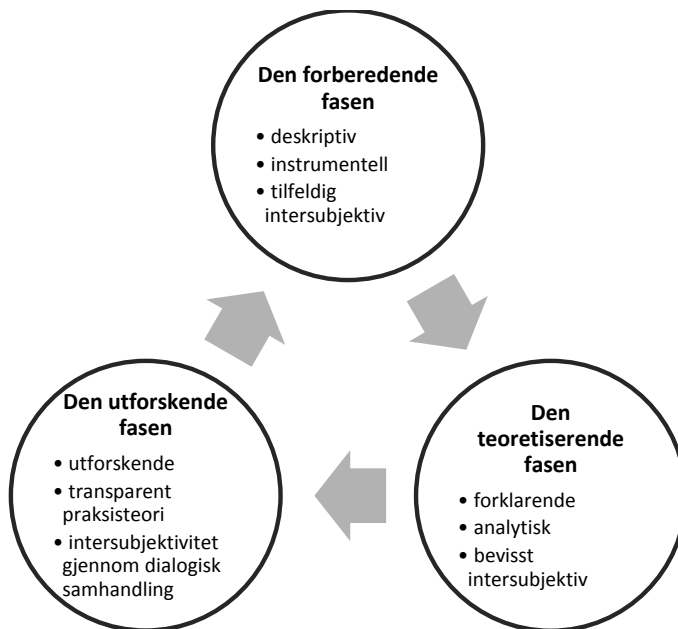 Den forberedende
fasen
• deskriptiv
• instrumentell
• tilfeldig
intersubjektiv
Den teoretiserende
fasen
• forklarende
• analytisk
• bevisst
intersubjektiv
Den utforskende
fasen
• utforskende
• transparent
praksisteori
• intersubjektivitet
gjennom dialogisk
samhandling